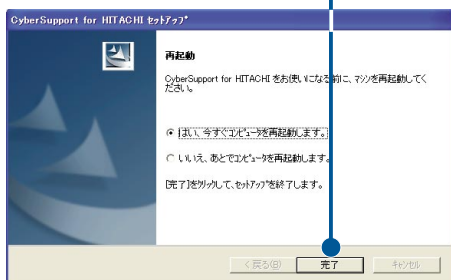 CyberSupport for HITACHI ｾｯﾄｱｯﾌﾟ
再起動
CyberSupport for HITACHI をお使いになる前に、マシンを再起動してく
ださい。
はい、今すぐｺﾝﾋﾟｭｰﾀを再起動します。
いいえ、あとでｺﾝﾋﾟｭｰﾀを再起動します。
[完了]をｸﾘｯｸして、ｾｯﾄｱｯﾌﾟを終了します。
< 戻る(B)
完了
ｷｬﾝｾﾙ